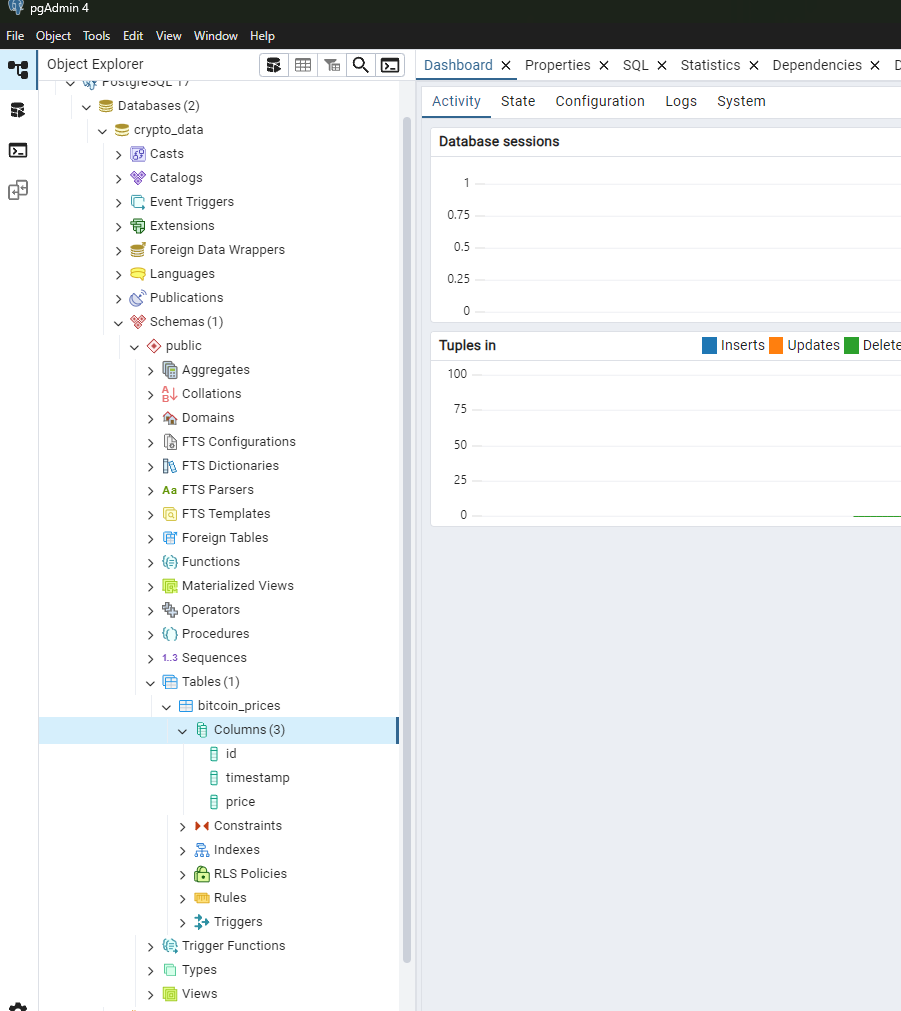 pgAdmin 4
File Object Tools Edit View Window Help
Object Explorer
Dashboard Properties SQL Statistics Dependencies D
Activity State Configuration Logs System
PostgreSQL 17
Databases (2)
crypto_data
Casts
Catalogs
Event Triggers
Extensions
Foreign Data Wrappers
Languages
Publications
Schemas (1)
public
Aggregates
Collations
Domains
FTS Configurations
FTS Dictionaries
Aa FTS Parsers
FTS Templates
Foreign Tables
Functions
Materialized Views
Operators
Procedures
1..3 Sequences
Tables (1)
bitcoin_prices
Columns (3)
id
timestamp
price
Constraints
Indexes
RLS Policies
Rules
Triggers
Trigger Functions
Types
Views
Database sessions
1
0.75
0.5
0.25
0
Tuples in Inserts Updates Delete
100
75
50
25
0